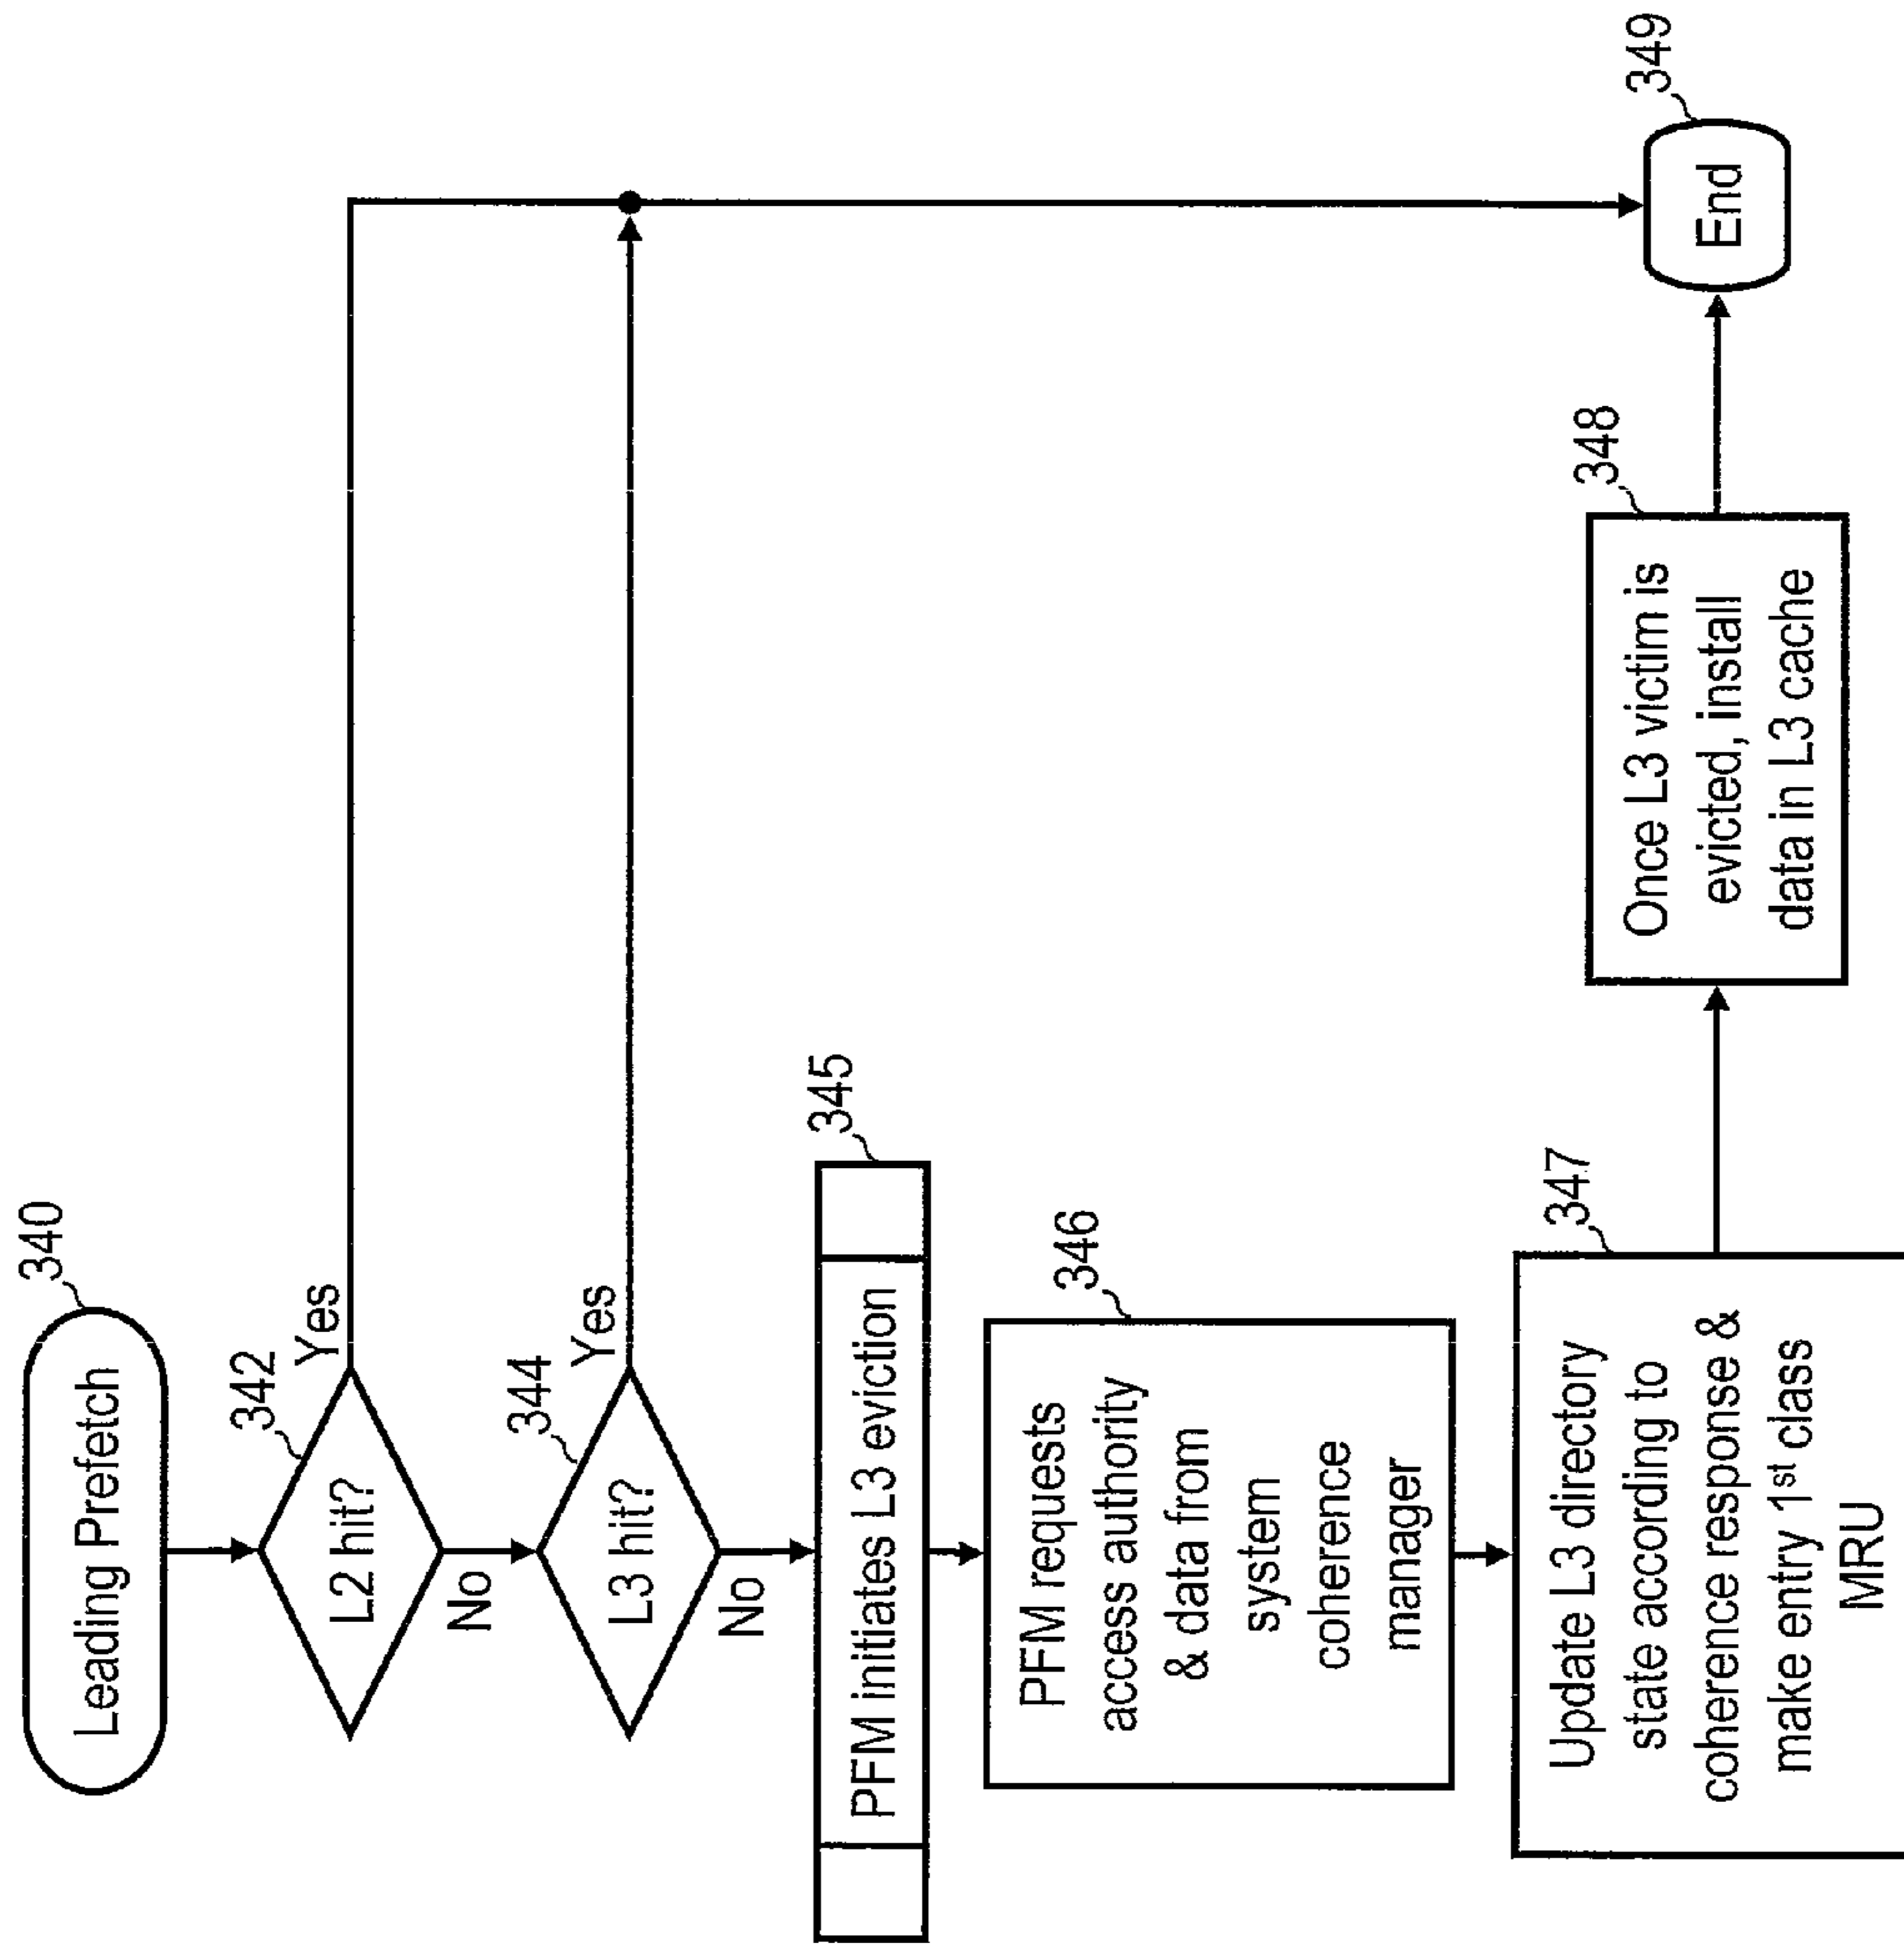 340
Leading Prefetch
342
L2 hit?
Yes
No
344
L3 hit?
Yes
No
345
PFM initiates L3 eviction
346
PFM requests
access authority
& data from
system
coherence
manager
347
Update L3 directory
state according to
coherence response &
make entry 1st class
MRU
348
Once L3 victim is
evicted, install
data in L3 cache
349
End